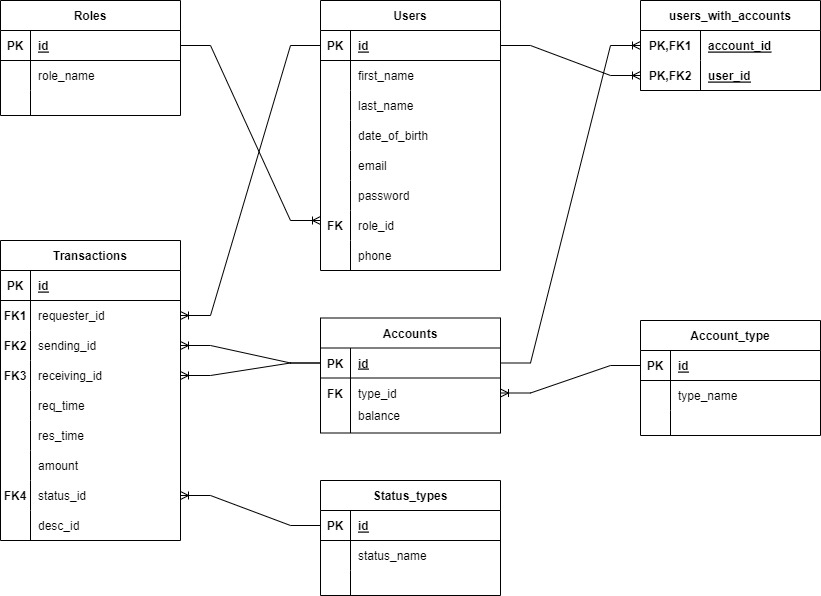 Roles
PK id
role_name
Users
PK id
first_name
last_name
date_of_birth
email
password
FK role_id
phone
users_with_accounts
PK,FK1 account_id
PK,FK2 user_id
Transactions
PK id
FK1 requester_id
FK2 sending_id
FK3 receiving_id
req_time
res_time
amount
FK4 status_id
desc_id
Accounts
PK id
FK type_id
balance
Account_type
PK id
type_name
Status_types
PK id
status_name